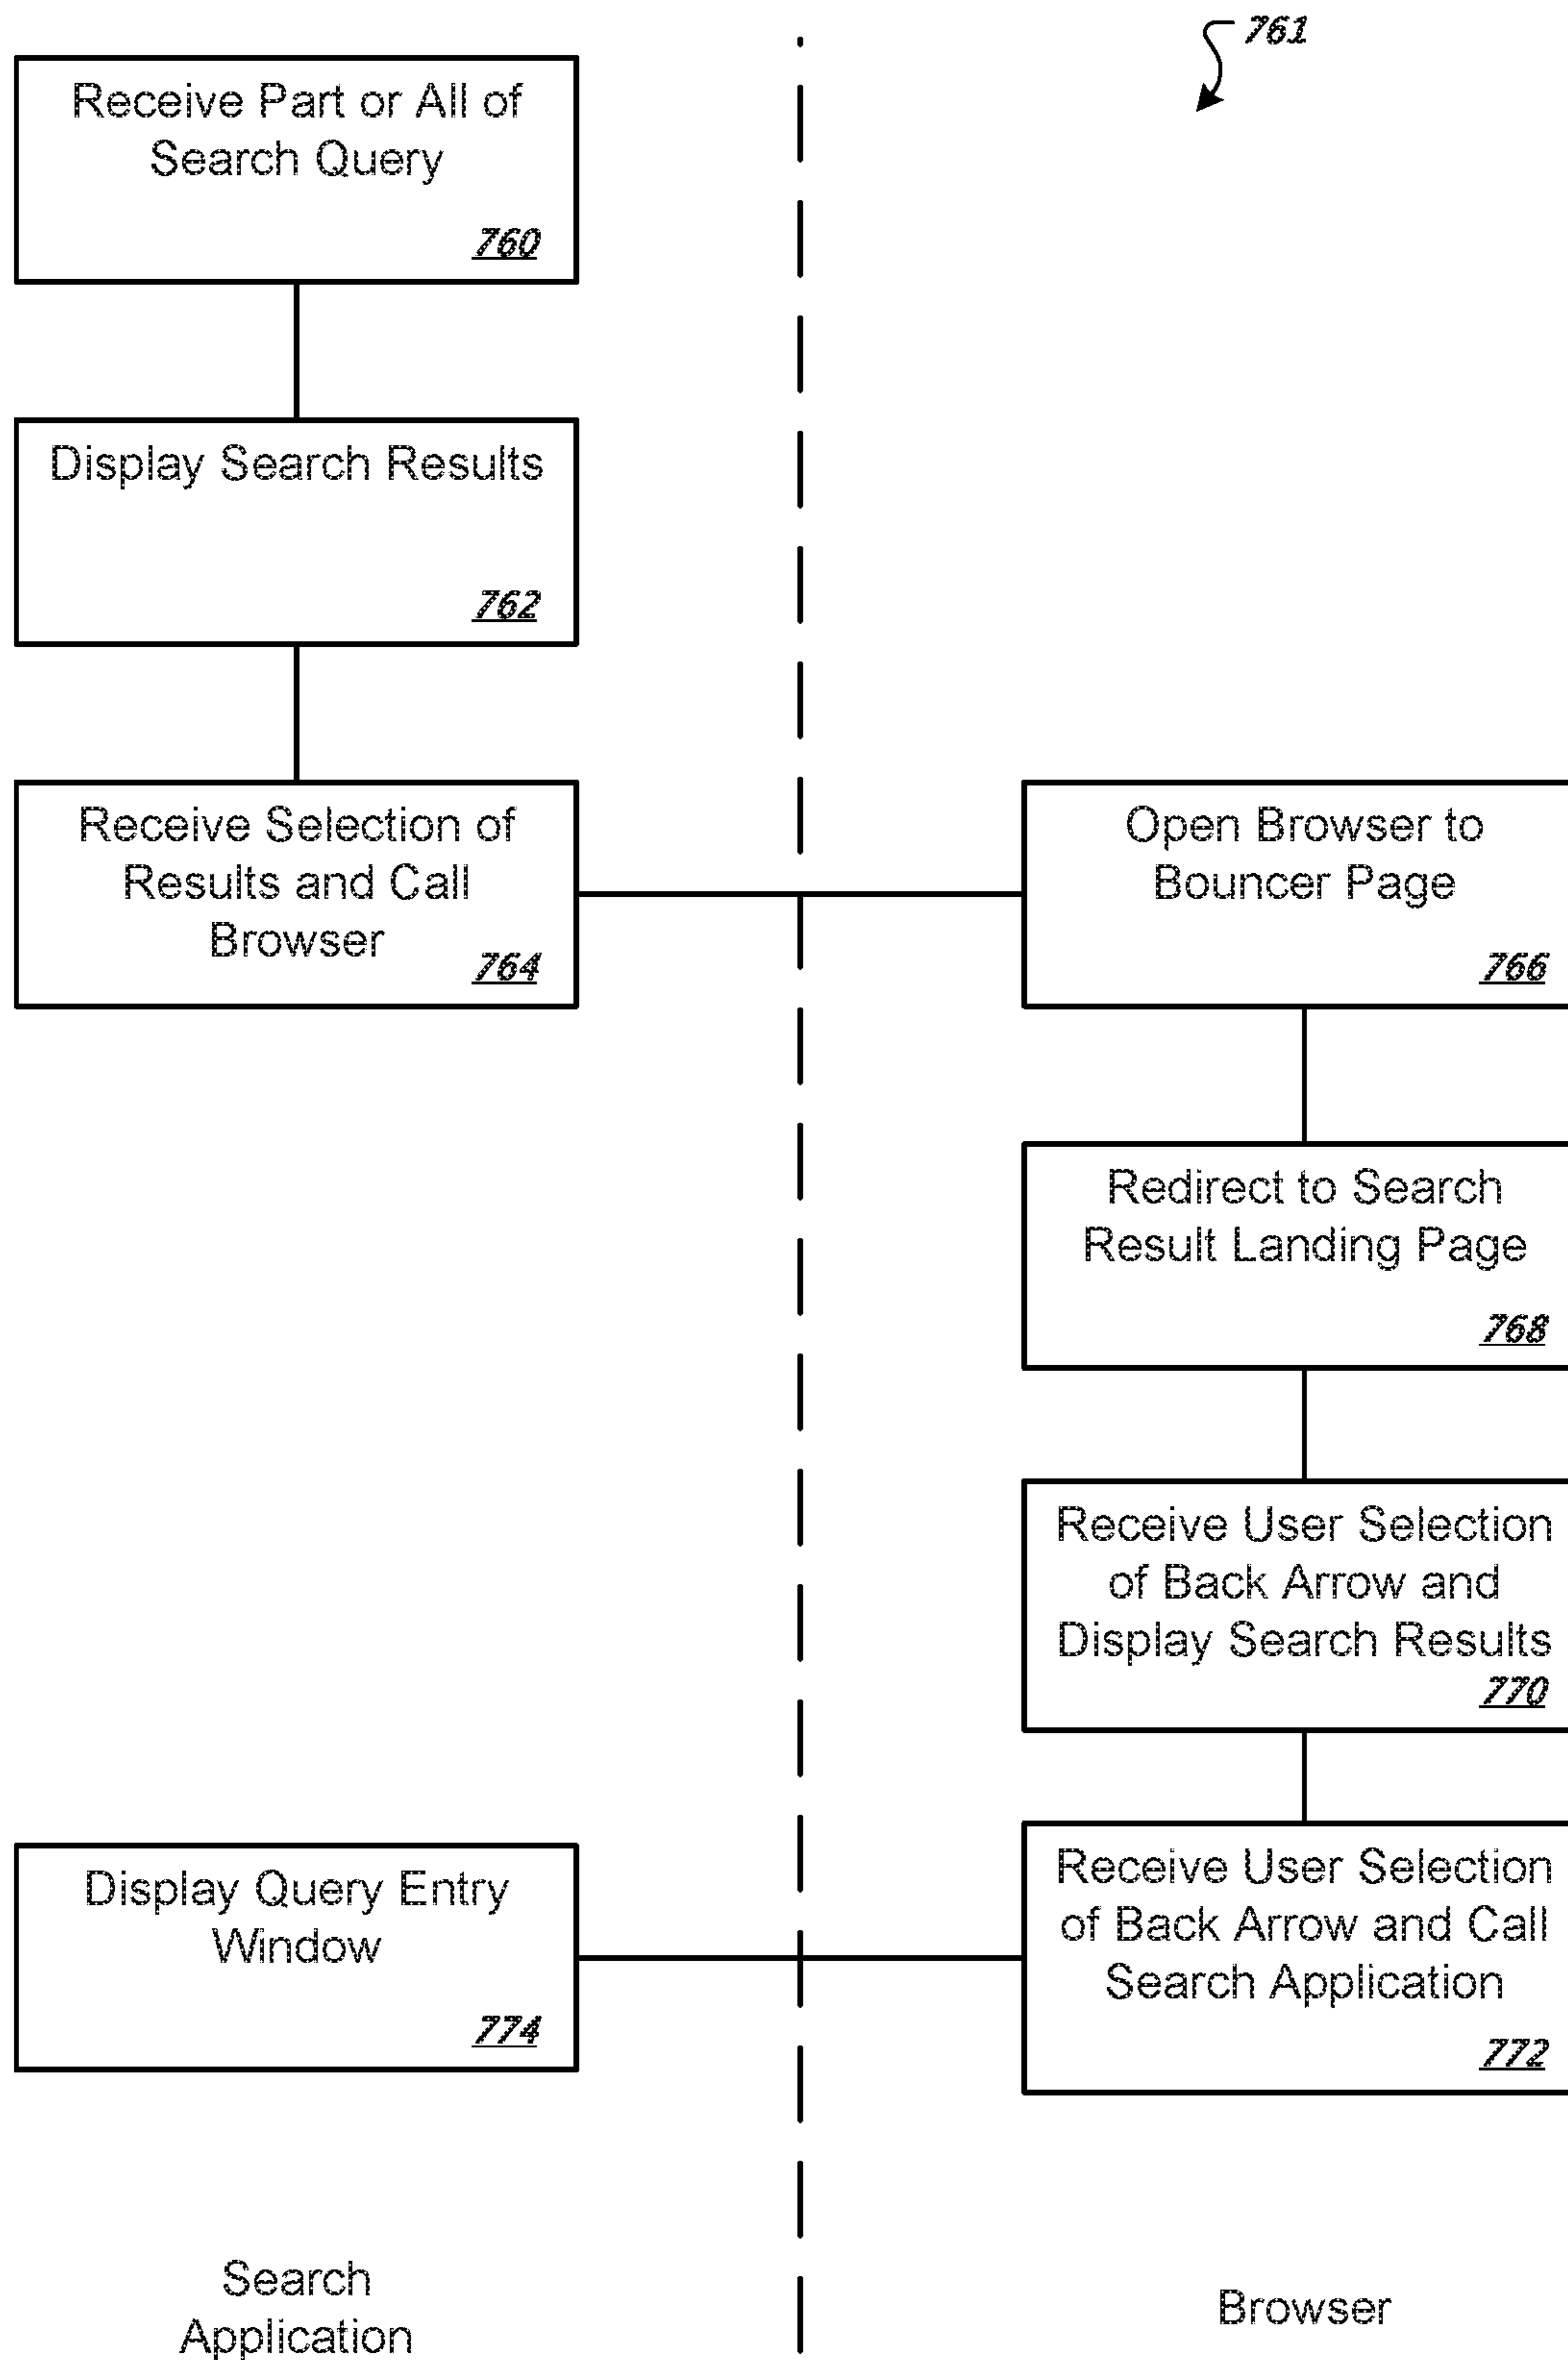 761
Receive Part or All of
Search Query
760
Display Search Results
762
Receive Selection of
Results and Call
Browser
764
Open Browser to
Bouncer Page
766
Redirect to Search
Result Landing Page
768
Receive User Selection
of Back Arrow and
Display Search Results
770
Receive User Selection
of Back Arrow and Call
Search Application
772
Display Query Entry
Window
774
Search
Application
Browser